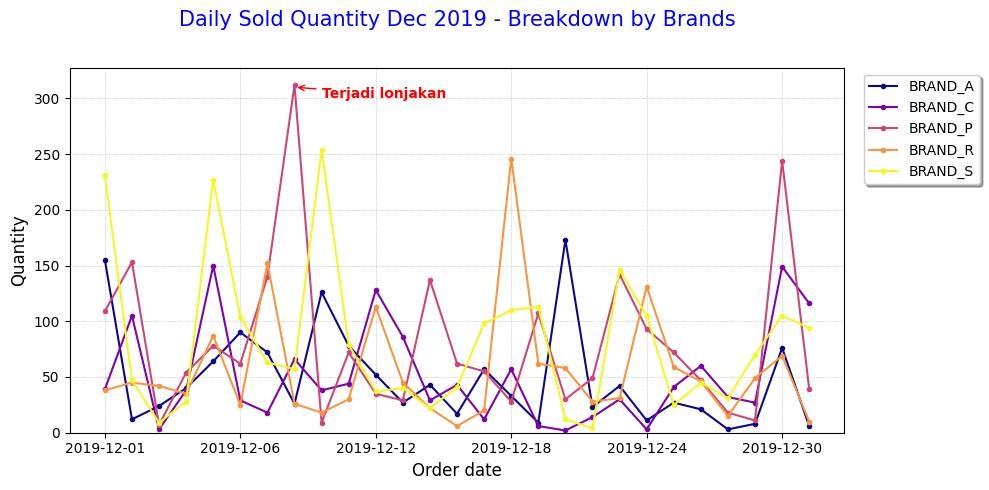 Daily Sold Quantity Dec 2019 - Breakdown by Brands
300
250
200
150
100
50
0
Quantity
Terjadi lonjakan
BRAND_A
BRAND_C
BRAND_P
BRAND_R
BRAND_S
2019-12-01 2019-12-06 2019-12-12 2019-12-18 2019-12-24 2019-12-30
Order date